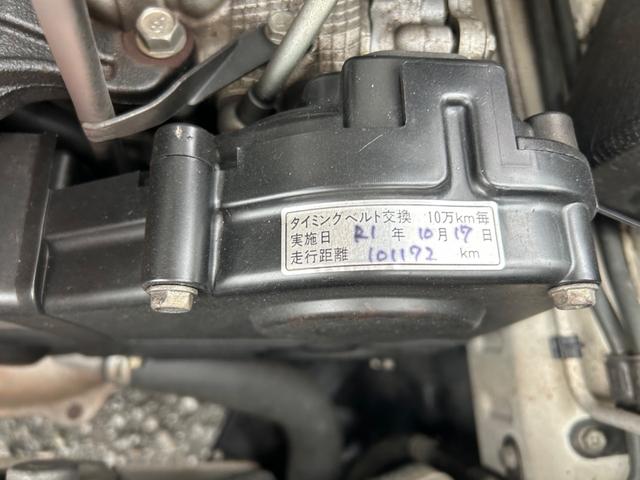 タイミングベルト交換 10万km毎
実施日 R1 年 10 月 17 日
走行距離 101172 km